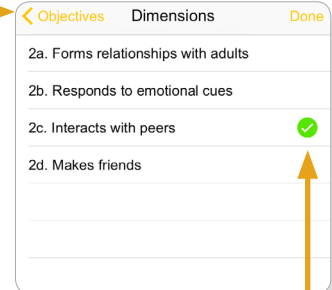 Objectives Dimensions Done
2a. Forms relationships with adults
2b. Responds to emotional cues
2c. Interacts with peers
2d. Makes friends